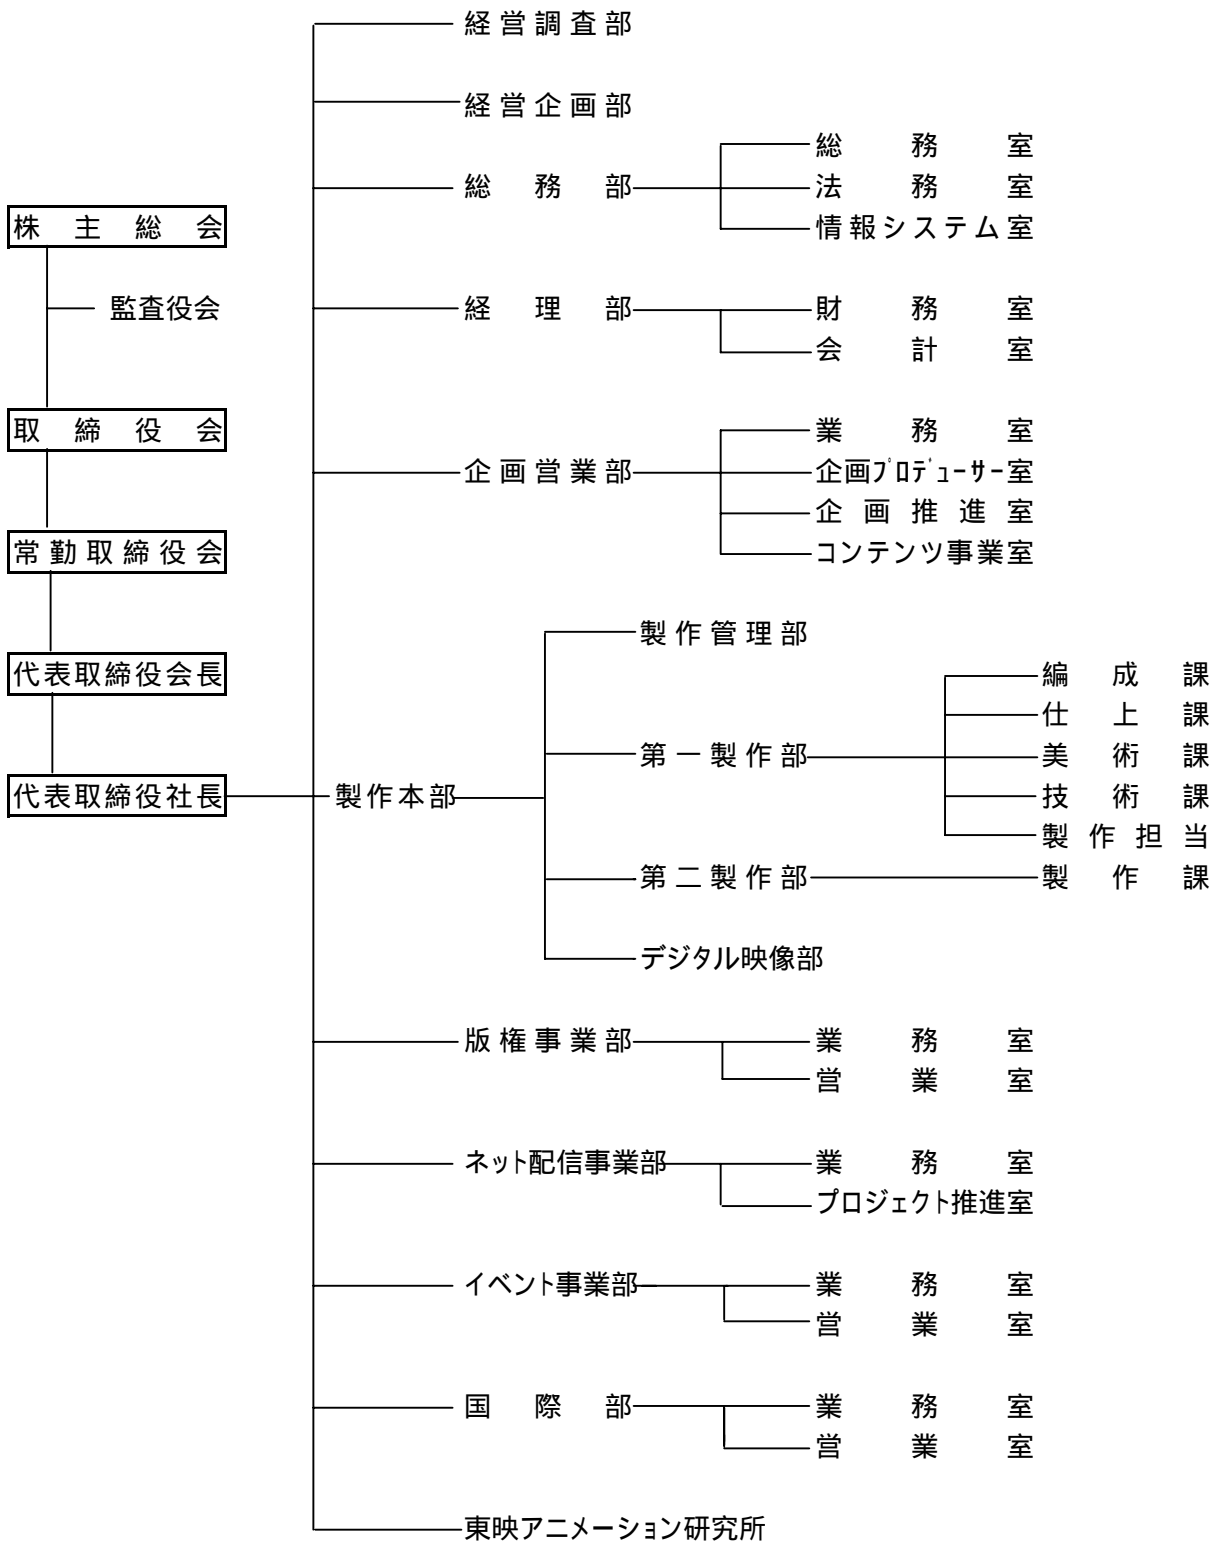 経営調査部
経営企画部
総務部
総務室
法務室
情報システム室
株主総会
監査役会
経理部
財務室
会計室
取締役会
企画営業部
業務室
企画ﾌﾟﾛﾃﾞｭｰｻｰ室
企画推進室
コンテンツ事業室
常勤取締役会
代表取締役会長
代表取締役社長
製作本部
製作管理部
第一製作部
編成課
仕上課
美術課
技術課
製作担当
第二製作部
製作課
デジタル映像部
版権事業部
業務室
営業室
ネット配信事業部
業務室
プロジェクト推進室
イベント事業部
業務室
営業室
国際部
業務室
営業室
東映アニメーション研究所